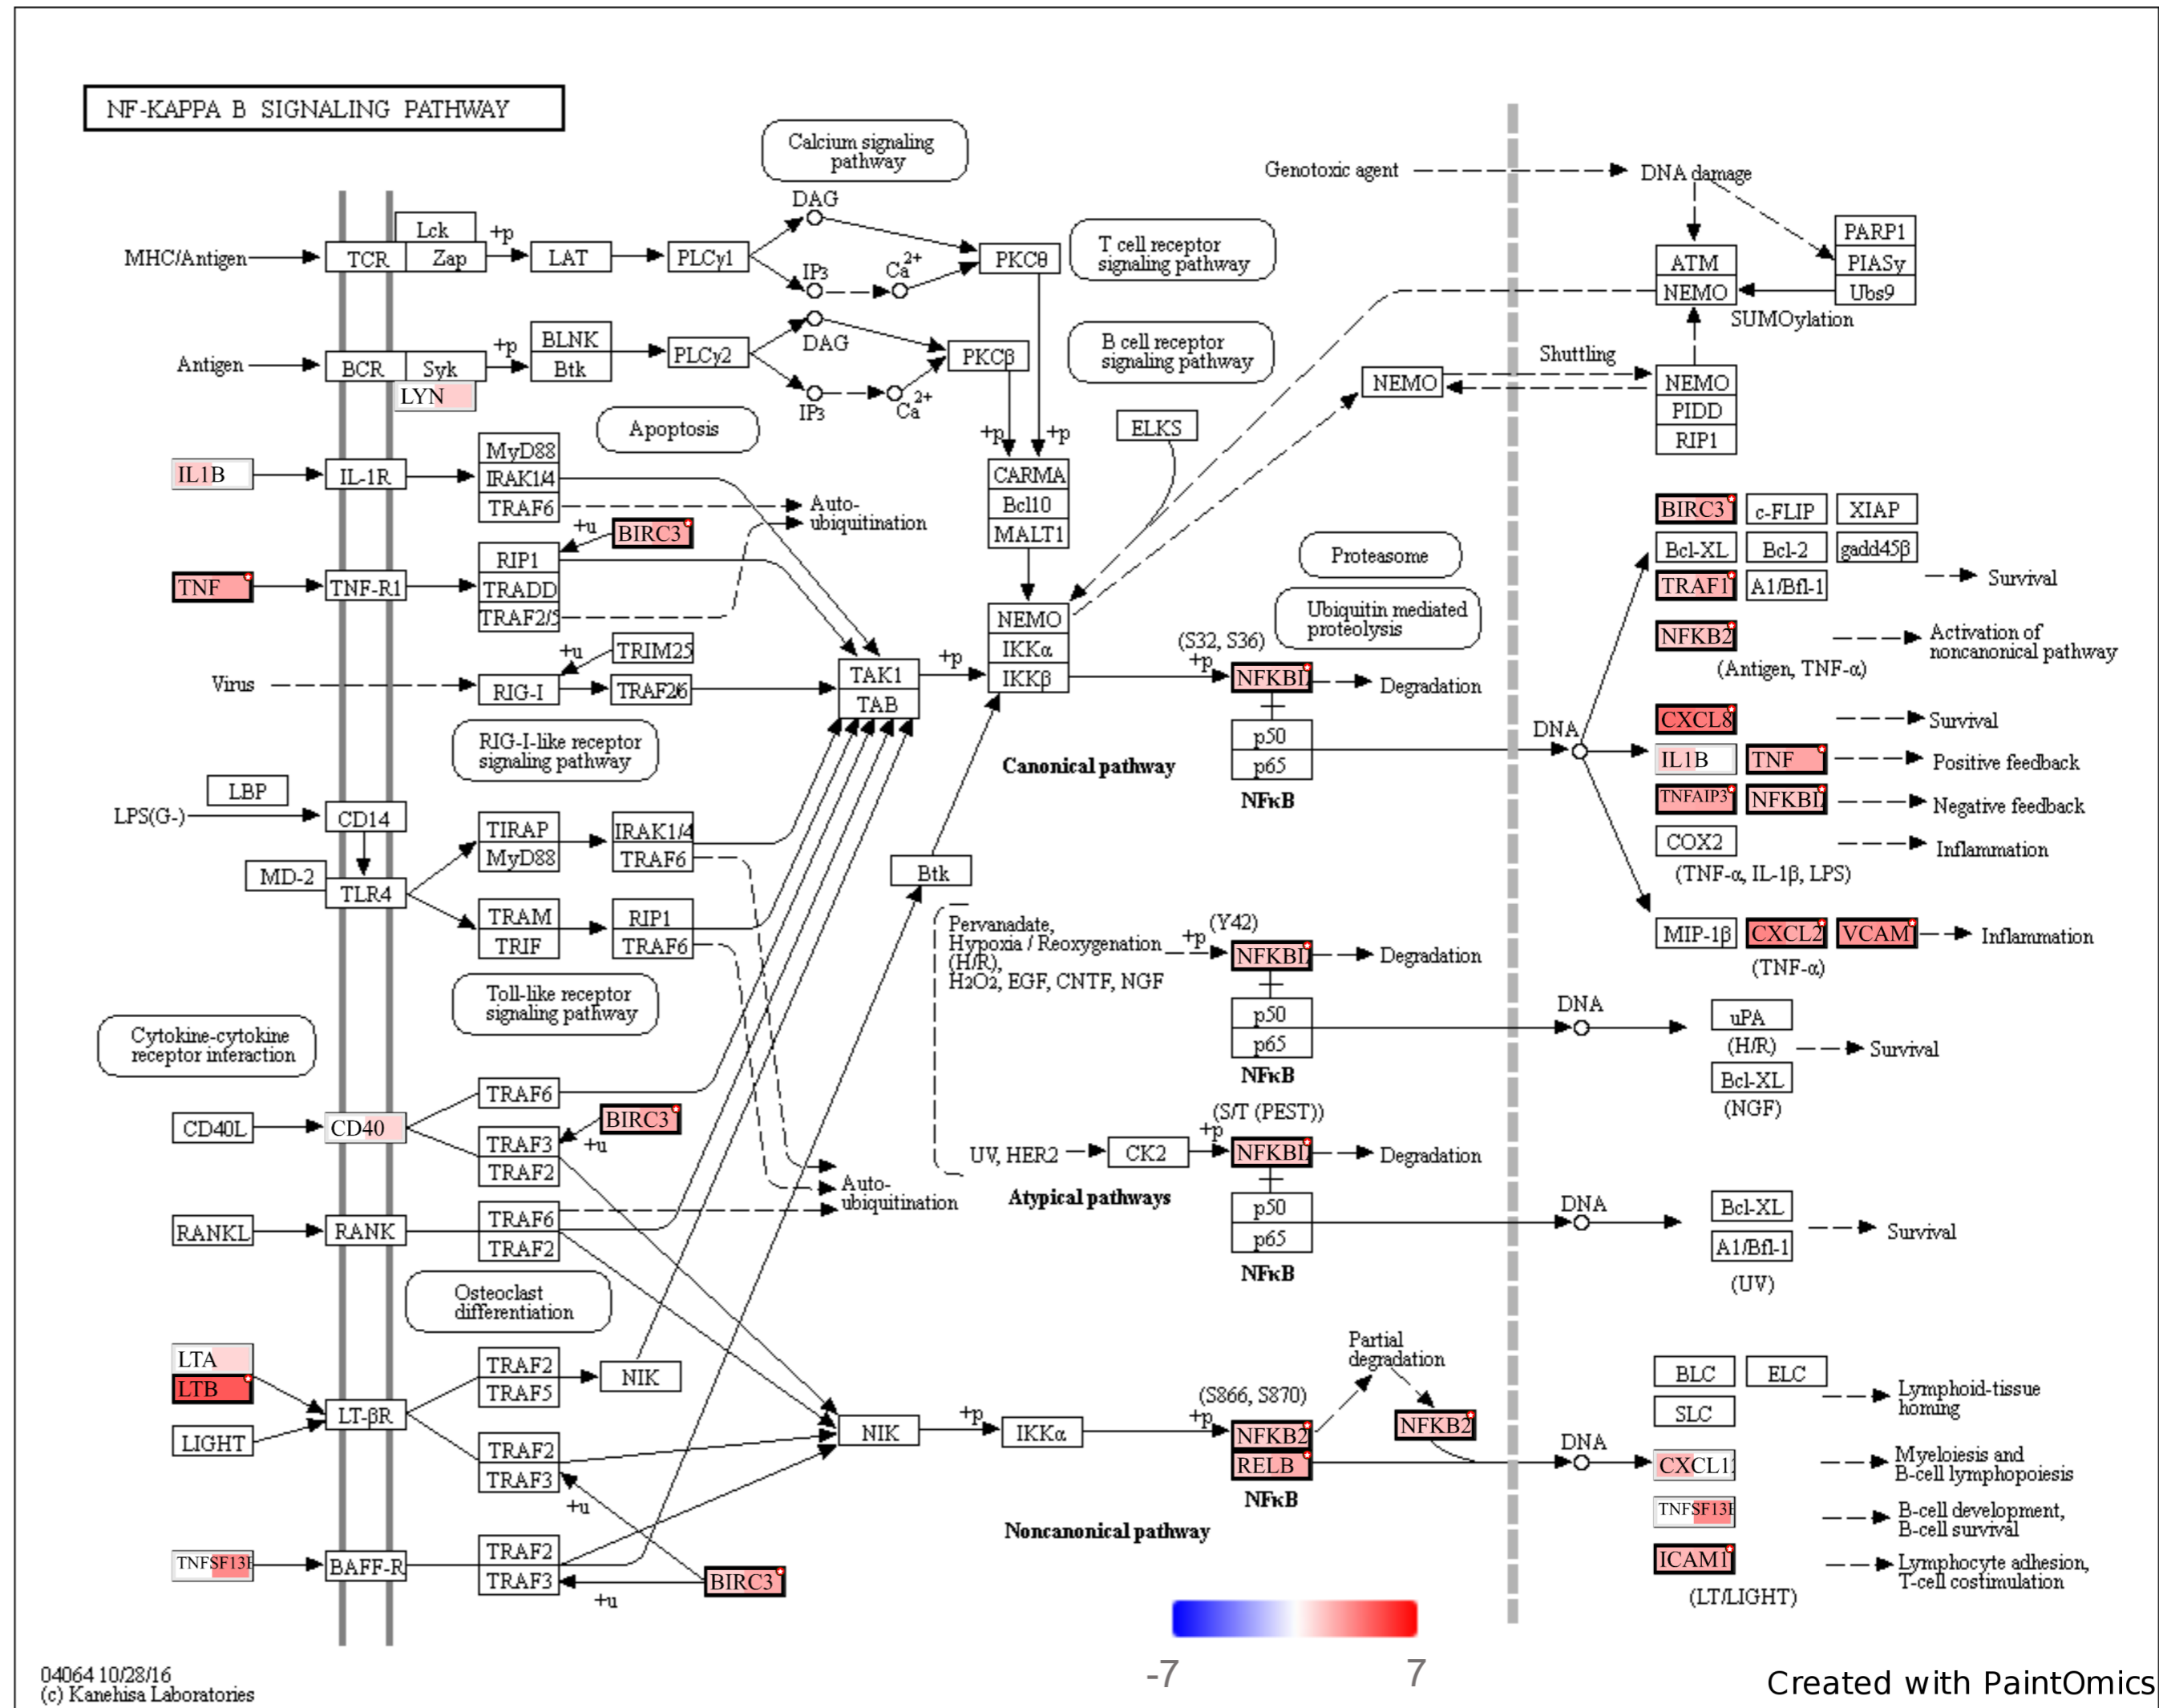 NF-KAPPA B SIGNALING PATHWAY
Calcium signaling
pathway
Genotoxic agent
DNA damage
MHC/Antigen
TCR
Lck
Zap
+p
LAT
PLCγ1
DAG
IP3
Ca2+
PKCθ
T cell receptor
signaling pathway
ATM
NEMO
PARP1
PIASy
Ubs9
SUMOylation
Antigen
BCR
Syk
LYN
+p
BLNK
Btk
PLCγ2
DAG
IP3
Ca2+
PKCβ
B cell receptor
signaling pathway
NEMO
Shuttling
NEMO
PIDD
RIP1
Apoptosis
+p
+p
ELKS
CARMA
Bcl10
MALT1
IL1B
IL-1R
MyD88
IRAK1/4
TRAF6
Auto-
ubiquitination
+u
BIRC3
TNF
TNF-R1
RIP1
TRADD
TRAF2/5
Proteasome
Ubiquitin mediated
proteolysis
BIRC3
c-FLIP
XIAP
Bcl-XL
Bcl-2
gadd45β
TRAF1
A1/Bfl-1
Survival
NFKB2
Activation of
noncanonical pathway
(Antigen, TNF-α)
Virus
RIG-I
+u
TRIM25
TRAF2/6
RIG-I-like receptor
signaling pathway
TAK1
TAB
+p
NEMO
IKKα
IKKβ
(S32, S36)
+p
NFKBI
Degradation
p50
p65
NFκB
Canonical pathway
DNA
CXCL8
Survival
IL1B
TNF
Positive feedback
TNFAIP3
NFKBI
Negative feedback
COX2
Inflammation
(TNF-α, IL-1β, LPS)
MIP-1β
CXCL2
VCAM
Inflammation
(TNF-α)
LBP
LPS(G-)
CD14
MD-2
TLR4
TIRAP
MyD88
IRAK1/4
TRAF6
TRAM
TRIF
RIP1
TRAF6
Toll-like receptor
signaling pathway
Btk
Pervanadate,
Hypoxia / Reoxygenation
(H/R),
H2O2, EGF, CNTF, NGF
+p
(Y42)
NFKBI
Degradation
p50
p65
NFκB
DNA
uPA
(H/R)
Survival
Bcl-XL
(NGF)
Cytokine-cytokine
receptor interaction
CD40L
CD40
TRAF6
TRAF3
TRAF2
BIRC3
+u
Auto-
ubiquitination
UV, HER2
CK2
+p
(S/T (PEST))
NFKBI
Degradation
Atypical pathways
p50
p65
NFκB
DNA
Bcl-XL
A1/Bfl-1
(UV)
Survival
RANKL
RANK
TRAF6
TRAF2
Osteoclast
differentiation
LTA
LTB
LIGHT
LT-βR
TRAF2
TRAF5
NIK
TRAF2
TRAF3
+u
NIK
+p
IKKα
(S866, S870)
+p
NFKB2
RELB
NFκB
Partial
degradation
NFKB2
DNA
Noncanonical pathway
BLC
ELC
SLC
Lymphoid-tissue
homing
CXCL1
Myeloiesis and
B-cell lymphopoiesis
TNFSF13B
B-cell development,
B-cell survival
ICAM1
Lymphocyte adhesion,
T-cell costimulation
(LT/LIGHT)
TNFSF13B
BAFF-R
TRAF2
TRAF3
BIRC3
+u
-7
7
04064 10/28/16
(c) Kanehisa Laboratories
Created with PaintOmics